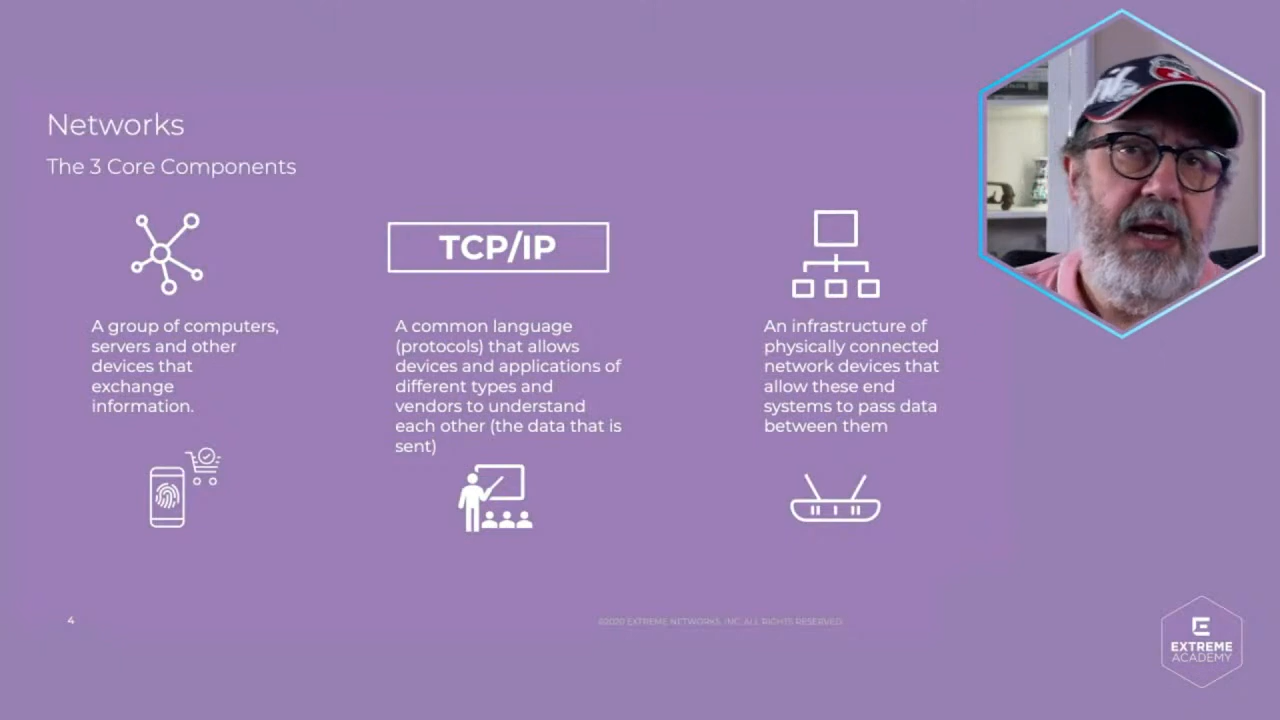 Networks
The 3 Core Components
TCP/IP
A group of computers,
servers and other
devices that
exchange
information.
A common language
(protocols) that allows
devices and applications of
different types and
vendors to understand
each other (the data that is
sent)
An infrastructure of
physically connected
network devices that
allow these end
systems to pass data
between them
4
©2020 EXTREME NETWORKS, INC. ALL RIGHTS RESERVED.
EXTREME
ACADEMY